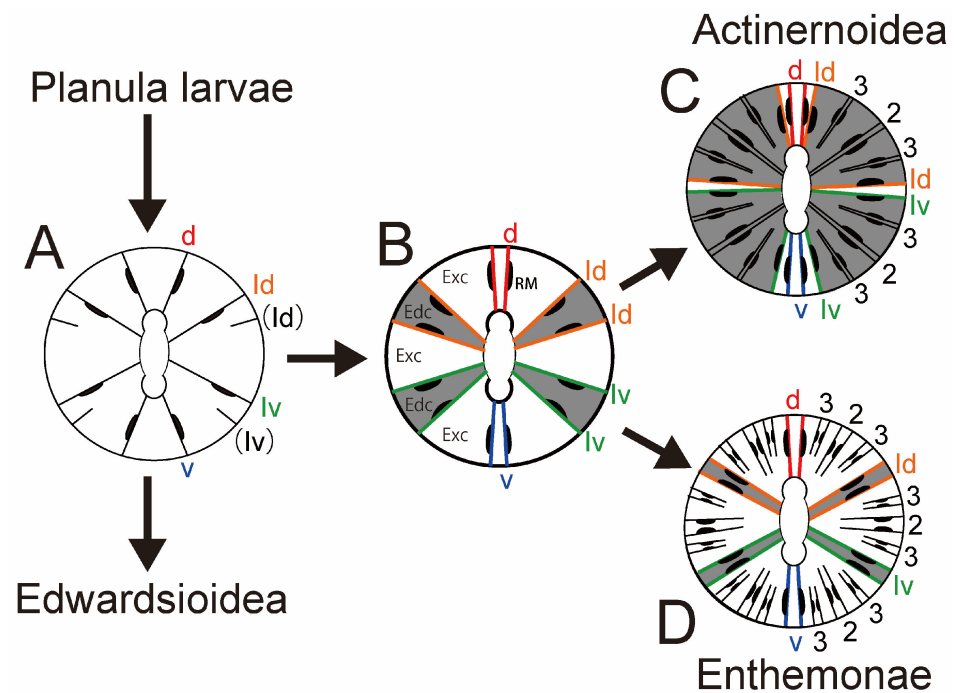 Actinernoidea
Planula larvae
C
d
ld
3
2
3
ld
lv
3
2
3
v
lv
A
d
ld
(ld)
lv
(lv)
v
B
d
Exc
RM
ld
Edc
ld
Exc
lv
Edc
lv
Exc
v
d
3
2
3
ld
3
2
3
lv
3
2
3
v
D
Edwardsioidea
Enthemonae